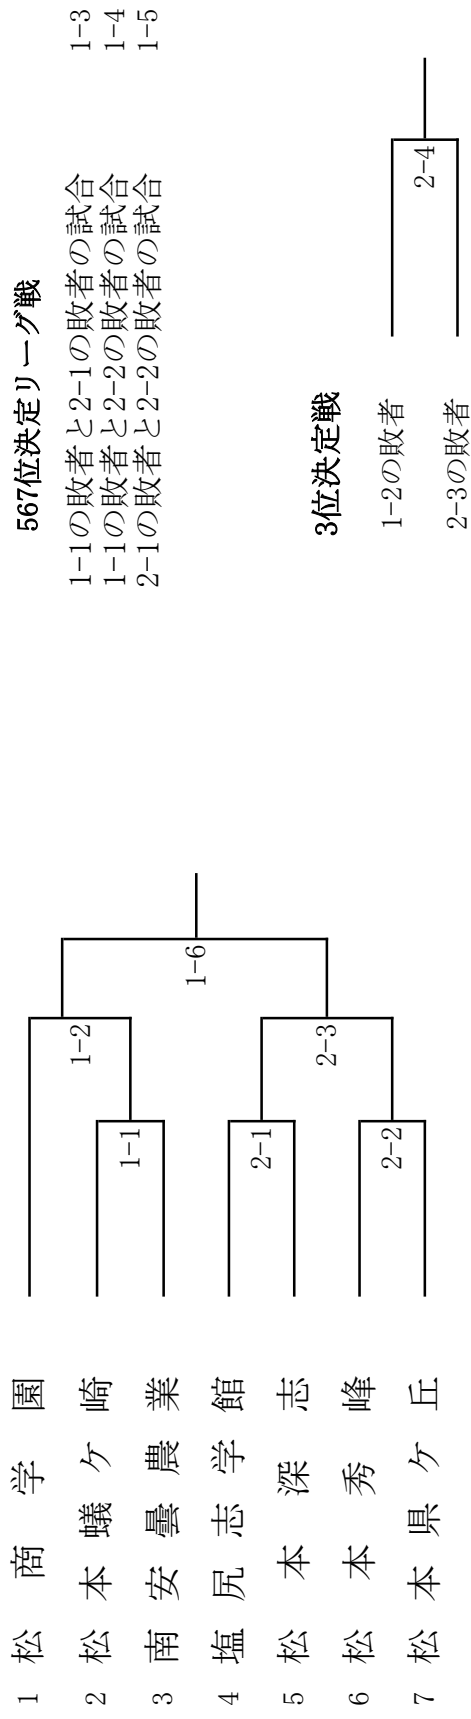 1 松商学園
2 松本蟻ケ崎
3 南安曇農業
4 塩尻志学館
5 松本深志
6 松本秀峰
7 松本県ケ丘
1-1
2-1
2-2
1-2
2-3
1-6
567位決定リーグ戦
1-1の敗者と2-1の敗者の試合 1-3
1-1の敗者と2-2の敗者の試合 1-4
2-1の敗者と2-2の敗者の試合 1-5
3位決定戦
1-2の敗者
2-3の敗者
2-4